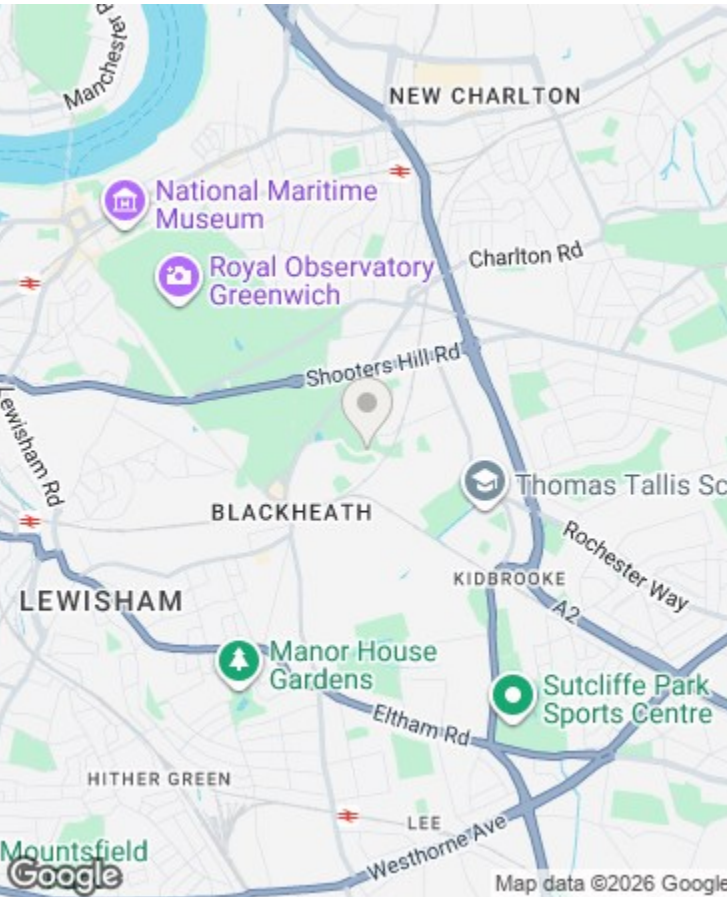 Manchester R
NEW CHARLTON
National Maritime
Museum
Charlton Rd
Royal Observatory
Greenwich
Shooters Hill Rd
Lewisham Rd
Thomas Tallis Sc
BLACKHEATH
Rochester Way
KIDBROOKE
LEWISHAM
A2
Manor House
Gardens
Sutcliffe Park
Sports Centre
Eltham Rd
HITHER GREEN
LEE
Westhorne Ave
Mountsfield
Google
Map data ©2026 Google